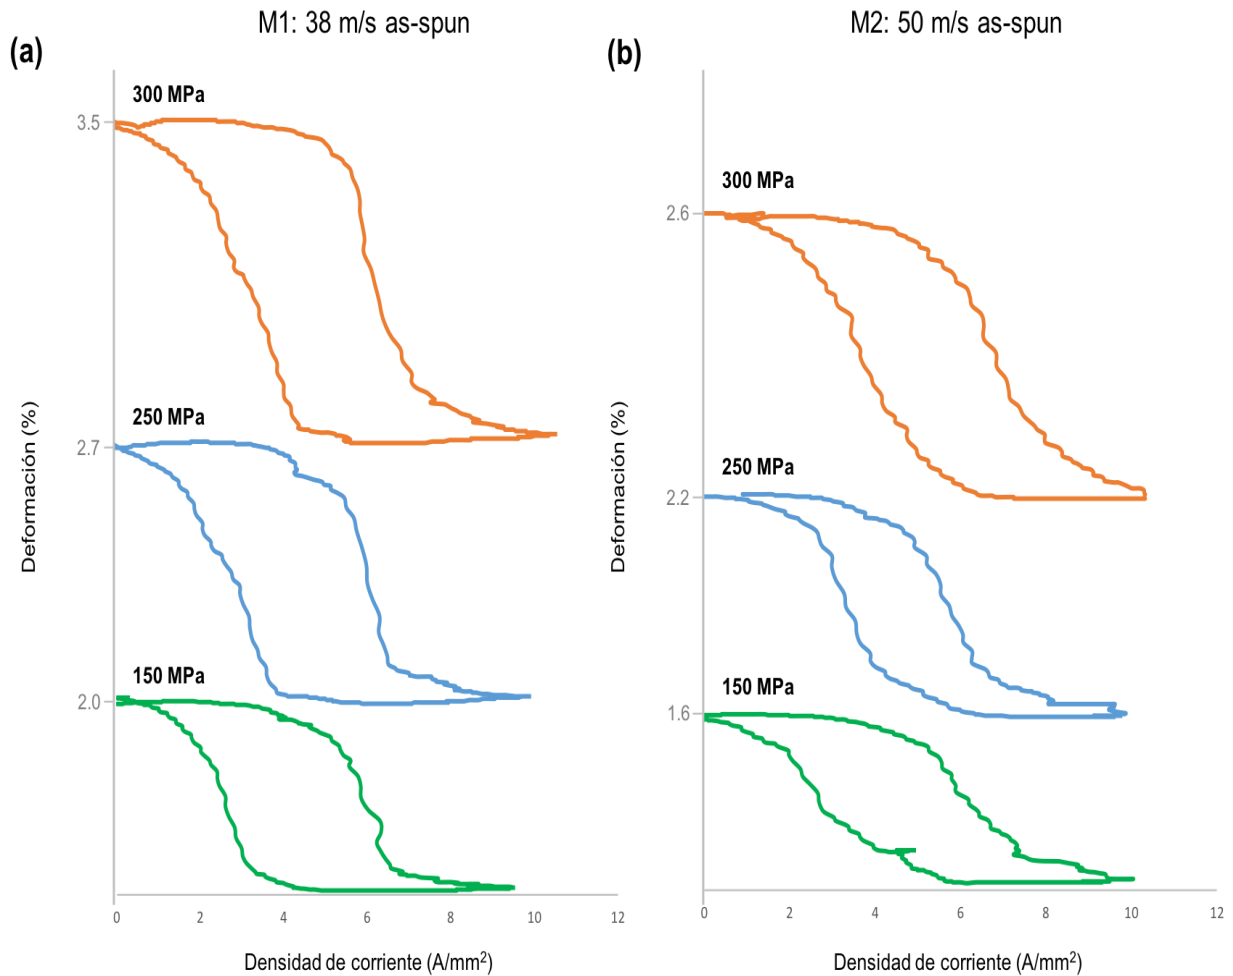 M1: 38 m/s as-spun
(a)
300 MPa
3.5
250 MPa
2.7
150 MPa
2.0
Deformación (%)
0 2 4 6 8 10 12
Densidad de corriente (A/mm²)
M2: 50 m/s as-spun
(b)
300 MPa
2.6
250 MPa
2.2
150 MPa
1.6
Deformación (%)
0 2 4 6 8 10 12
Densidad de corriente (A/mm²)